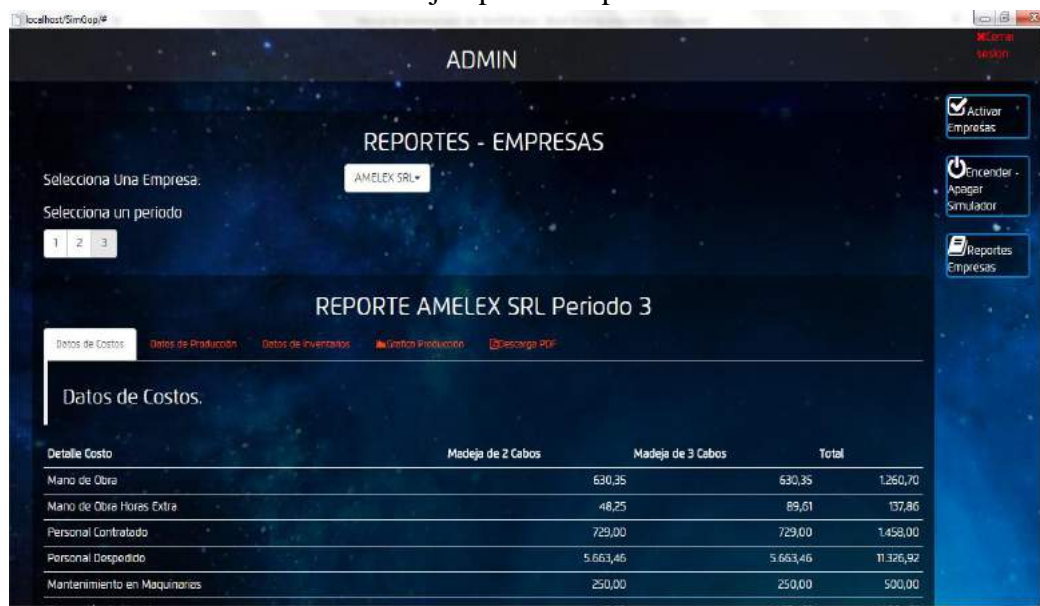 localhost/SimGop/#
ADMIN
Cerrar
sesion
Activar
Empresas
REPORTES - EMPRESAS
Selecciona Una Empresa:
AMELEX SRL
Encender -
Apagar
Simulador
Selecciona un periodo
1 2 3
Reportes
Empresas
REPORTE AMELEX SRL Periodo 3
Datos de Costos Datos de Producción Datos de Inventarios Grafico Producción Descarga PDF
Datos de Costos.
Detalle Costo Madeja de 2 Cabos Madeja de 3 Cabos Total
Mano de Obra 630,35 630,35 1.260,70
Mano de Obra Horas Extra 48,25 89,61 137,86
Personal Contratado 729,00 729,00 1.458,00
Personal Despedido 5.663,46 5.663,46 11.326,92
Mantenimiento en Maquinarias 250,00 250,00 500,00